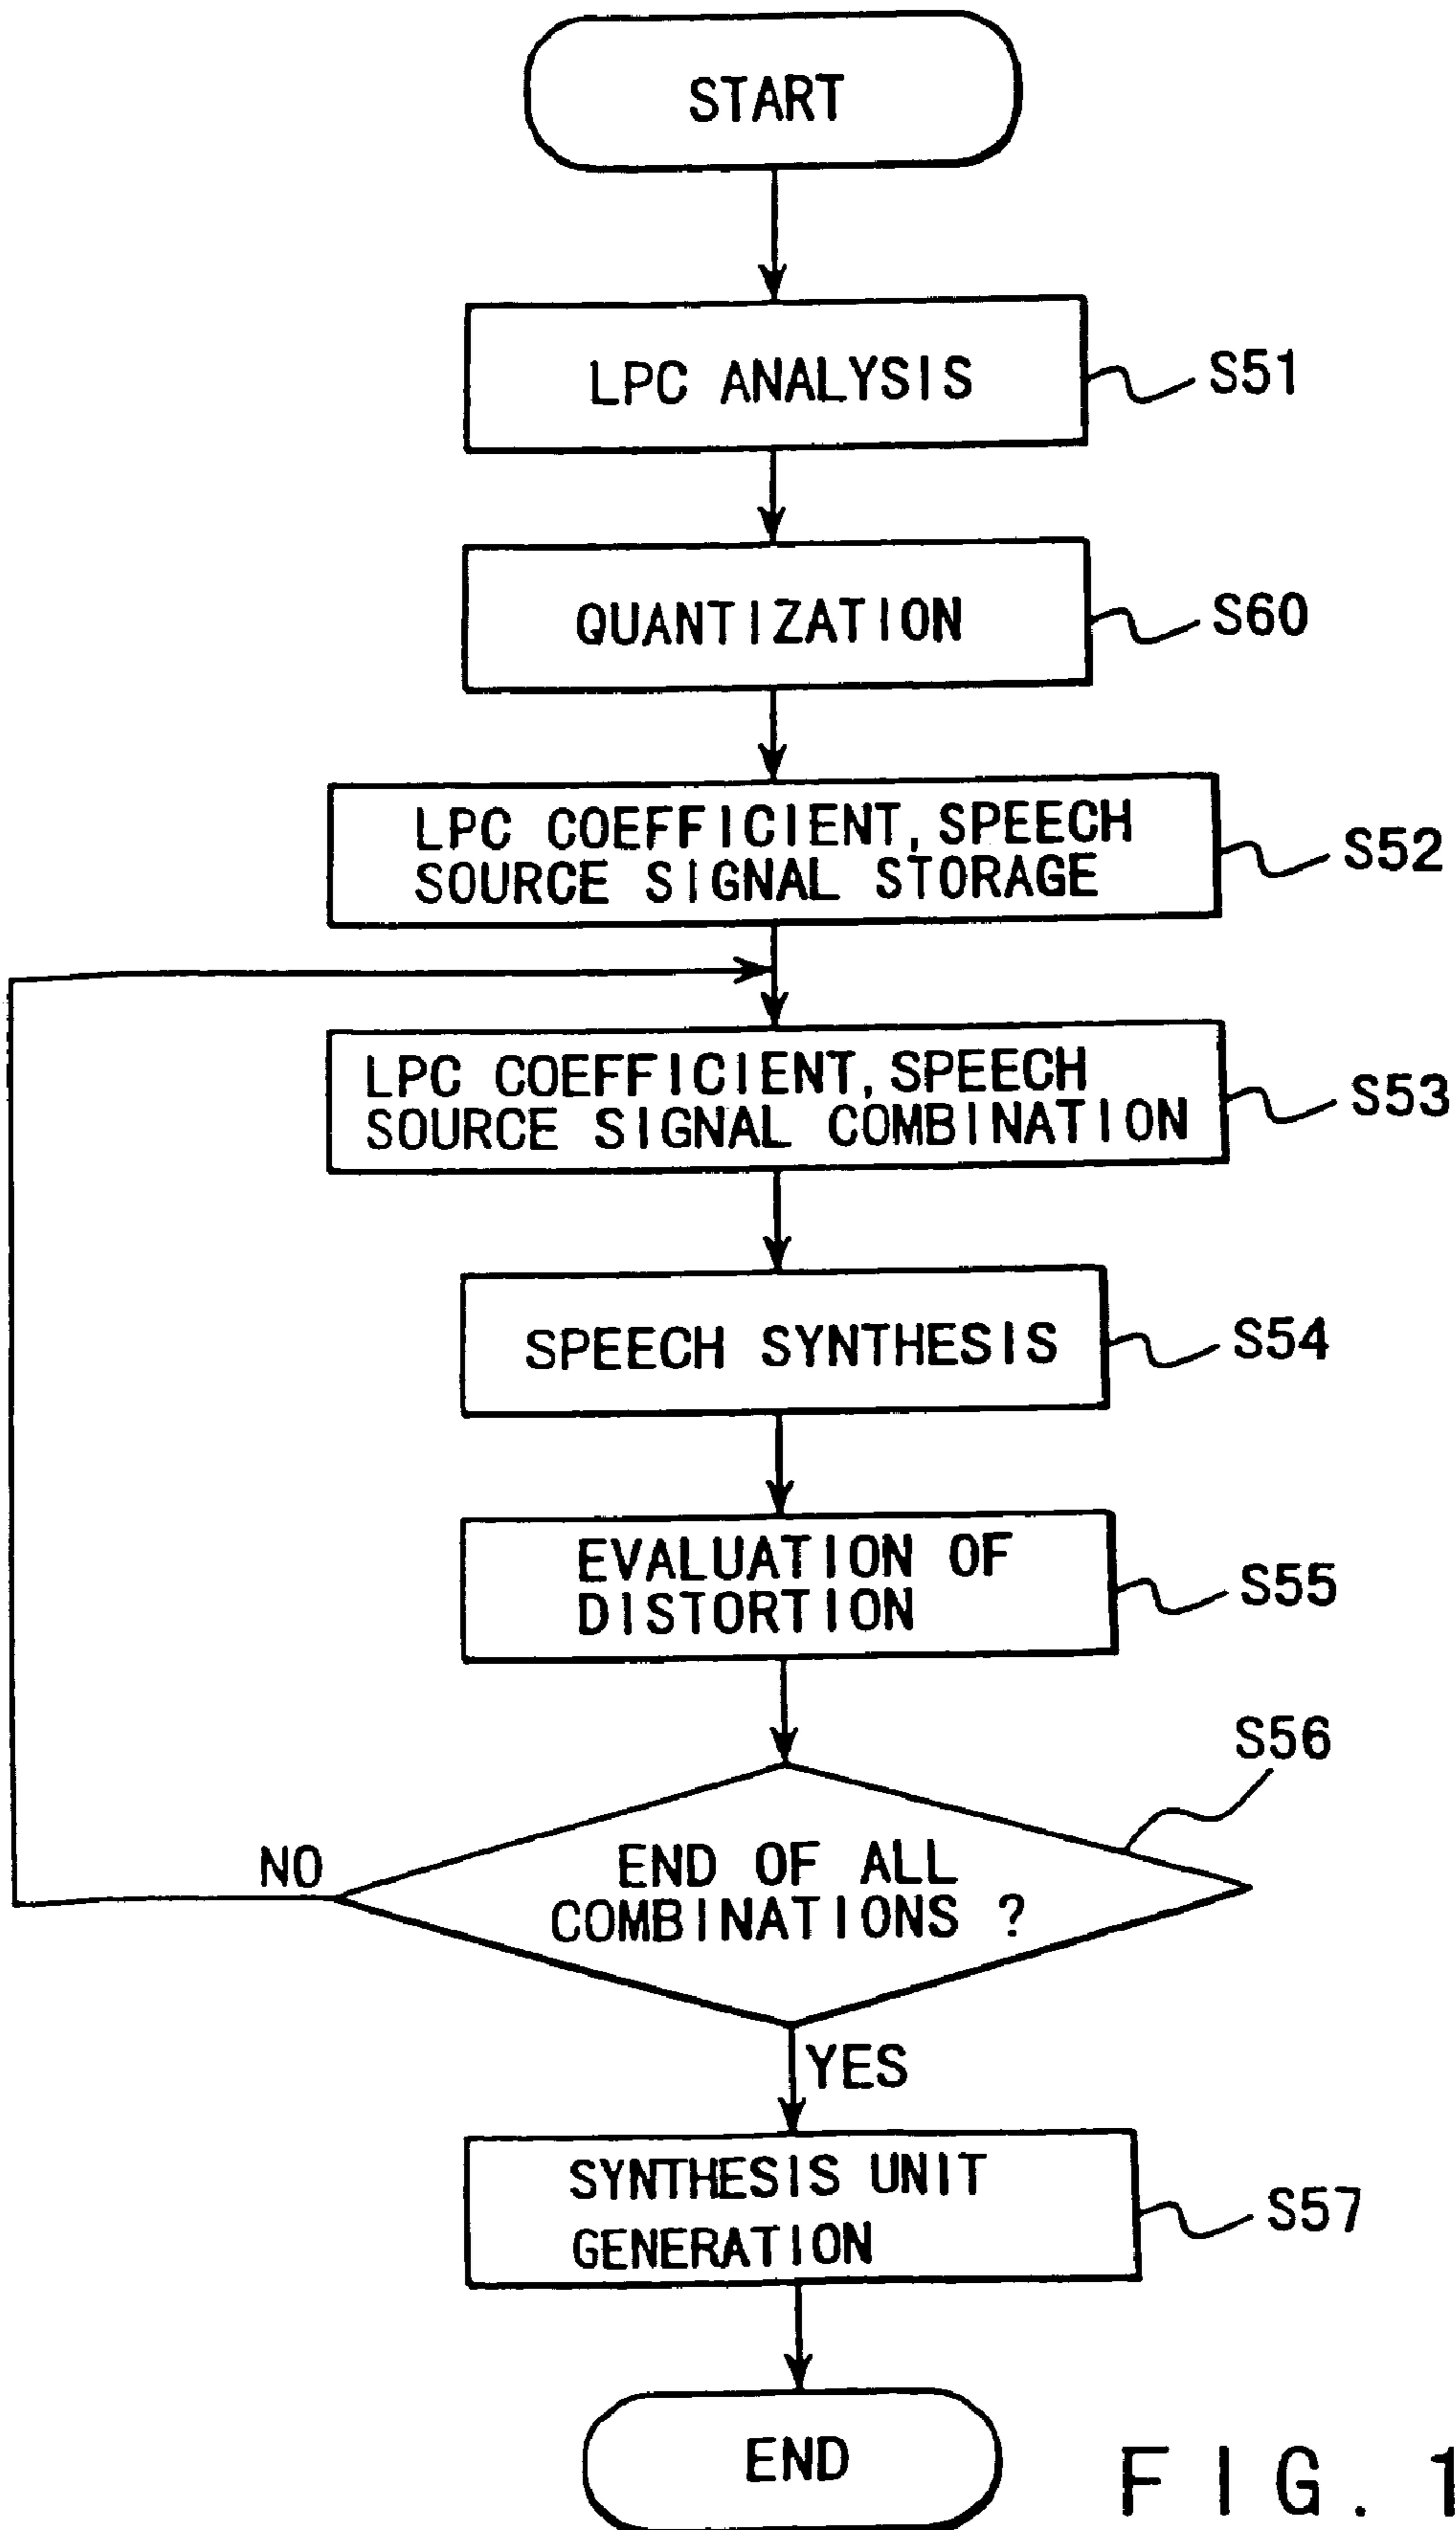 START
LPC ANALYSIS
S51
QUANTIZATION
S60
LPC COEFFICIENT, SPEECH
SOURCE SIGNAL STORAGE
S52
LPC COEFFICIENT, SPEECH
SOURCE SIGNAL COMBINATION
S53
SPEECH SYNTHESIS
S54
EVALUATION OF
DISTORTION
S55
S56
NO
END OF ALL
COMBINATIONS ?
YES
SYNTHESIS UNIT
GENERATION
S57
END
FIG. 1